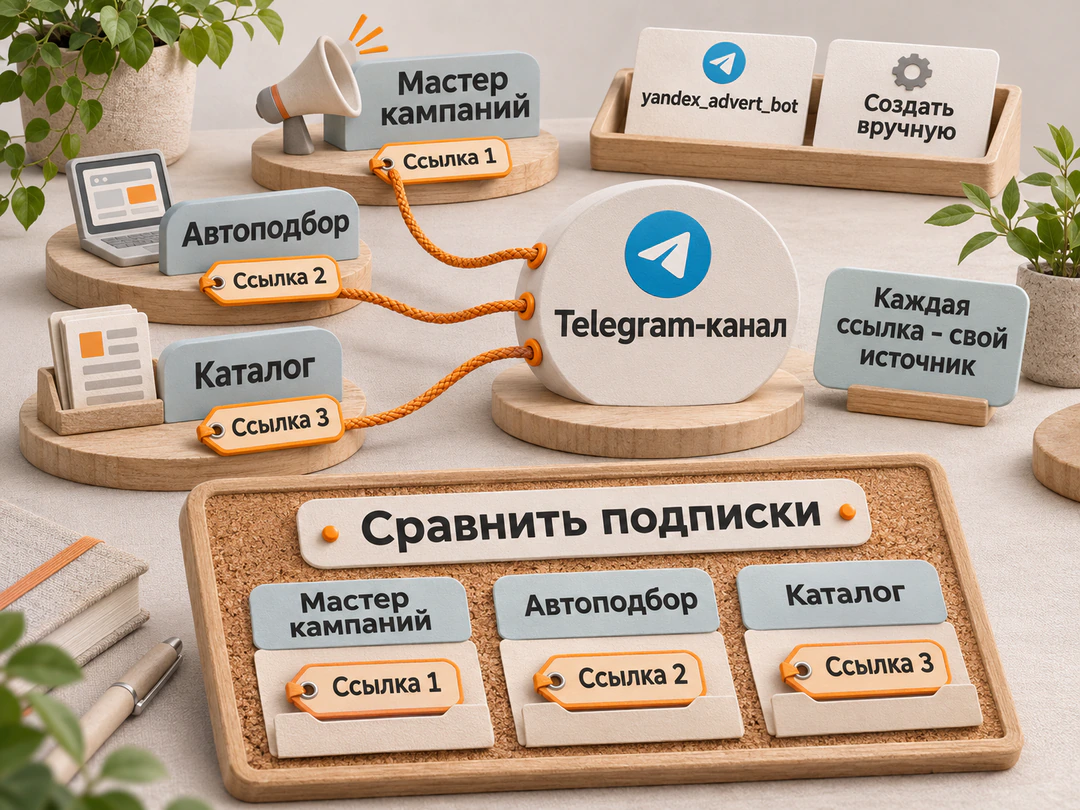 Мастер
кампаний
Ссылка 1
yandex_advert_bot
Создать
вручную
Автоподбор
Ссылка 2
Telegram-канал
Каталог
Ссылка 3
Каждая
ссылка – свой
источник
Сравнить подписки
Мастер
кампаний
Ссылка 1
Автоподбор
Ссылка 2
Каталог
Ссылка 3